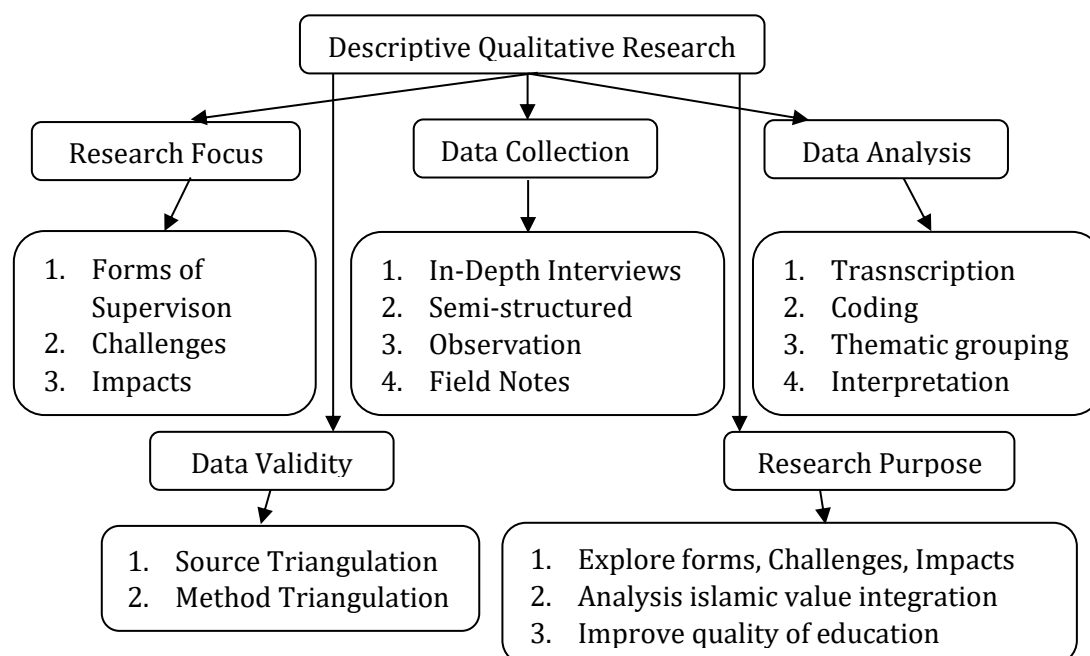 Descriptive Qualitative Research
Research Focus
Data Collection
Data Analysis
1. Forms of
Supervison
2. Challenges
3. Impacts
1. In-Depth Interviews
2. Semi-structured
3. Observation
4. Field Notes
1. Trasnscription
2. Coding
3. Thematic grouping
4. Interpretation
Data Validity
Research Purpose
1. Source Triangulation
2. Method Triangulation
1. Explore forms, Challenges, Impacts
2. Analysis islamic value integration
3. Improve quality of education